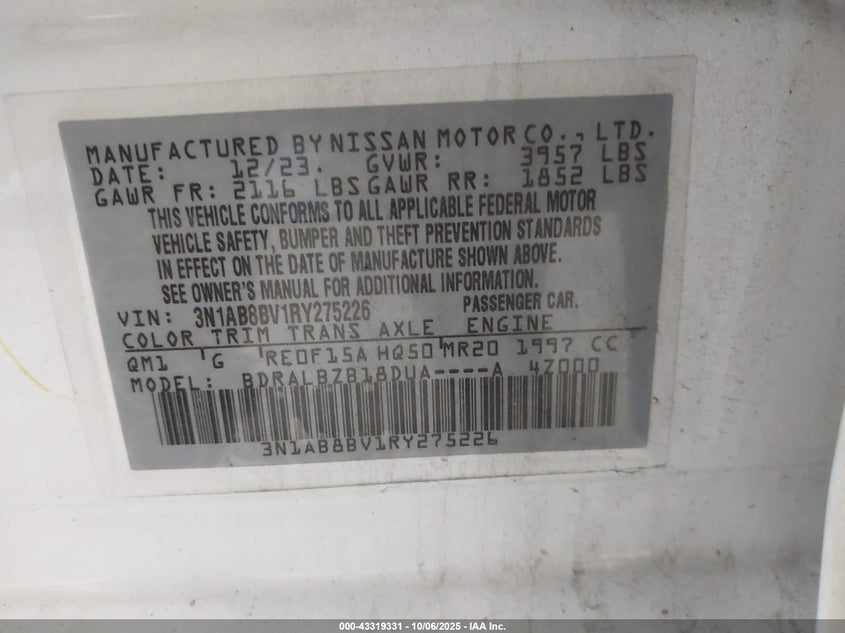 MANUFACTURED BY NISSAN MOTOR CO., LTD.
DATE: 12/23. GVWR: 3957 LBS
GAWR FR: 2116 LBS GAWR RR: 1852 LBS
THIS VEHICLE CONFORMS TO ALL APPLICABLE FEDERAL MOTOR
VEHICLE SAFETY, BUMPER AND THEFT PREVENTION STANDARDS
IN EFFECT ON THE DATE OF MANUFACTURE SHOWN ABOVE.
SEE OWNER'S MANUAL FOR ADDITIONAL INFORMATION.
VIN: 3N1AB8BV1RY275226 PASSENGER CAR.
COLOR TRIM TRANS AXLE ENGINE
QM1 G RE0F15A HQ50 MR20 1997 CC
MODEL: BDRALBZB18DUA----A 4Z000
3N1AB8BV1RY275226
000-43319331 - 10/06/2025 - IAA Inc.